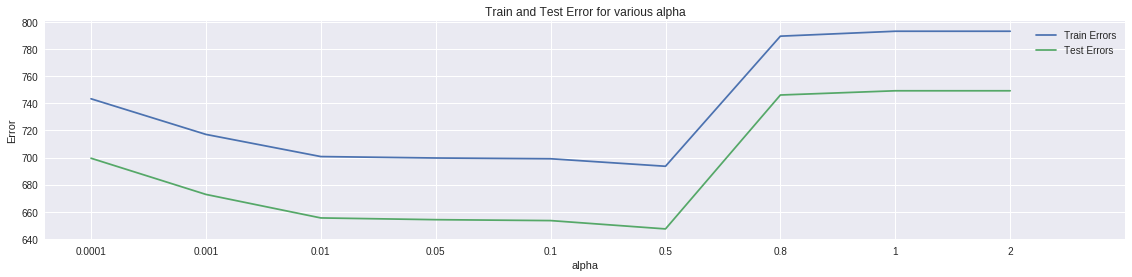 Train and Test Error for various alpha
800
780
760
740
720
700
680
660
640
Error
Train Errors
Test Errors
0.0001 0.001 0.01 0.05 0.1 0.5 0.8 1 2
alpha